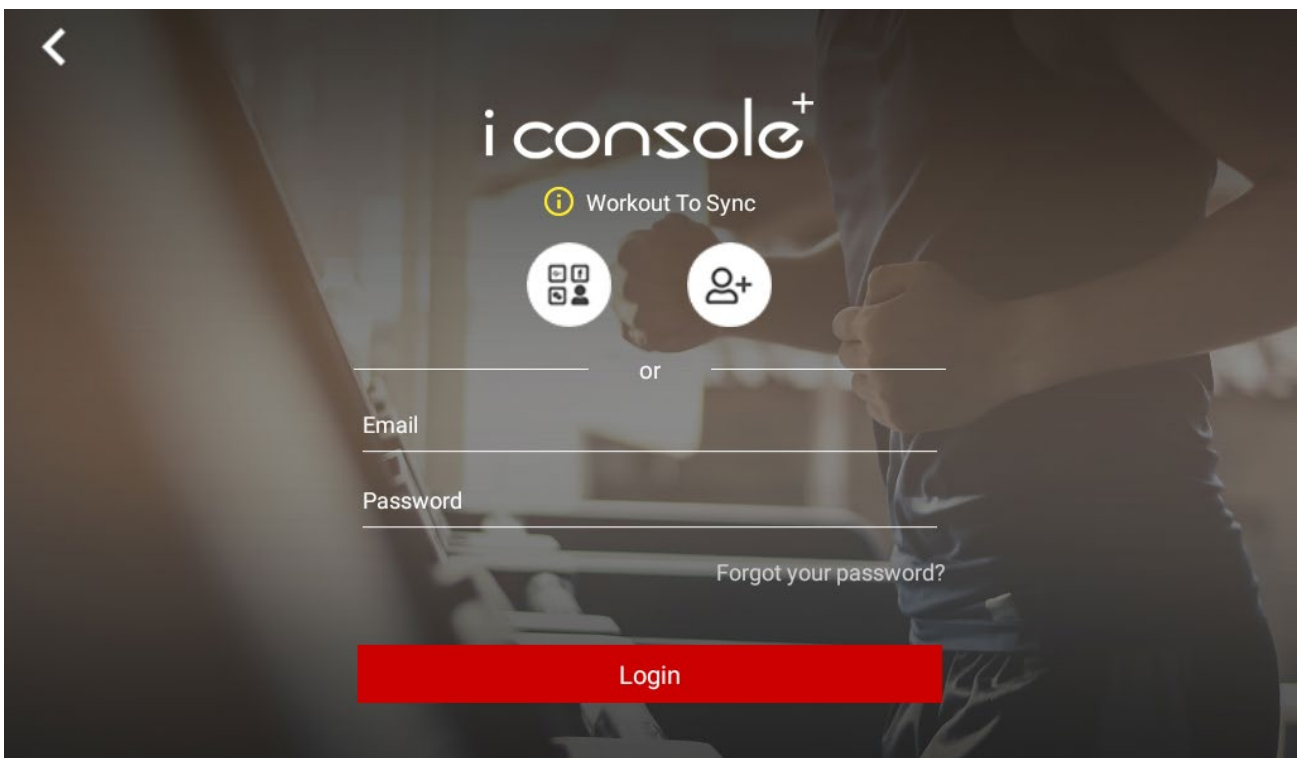 i console+
Workout To Sync
or
Email
Password
Forgot your password?
Login